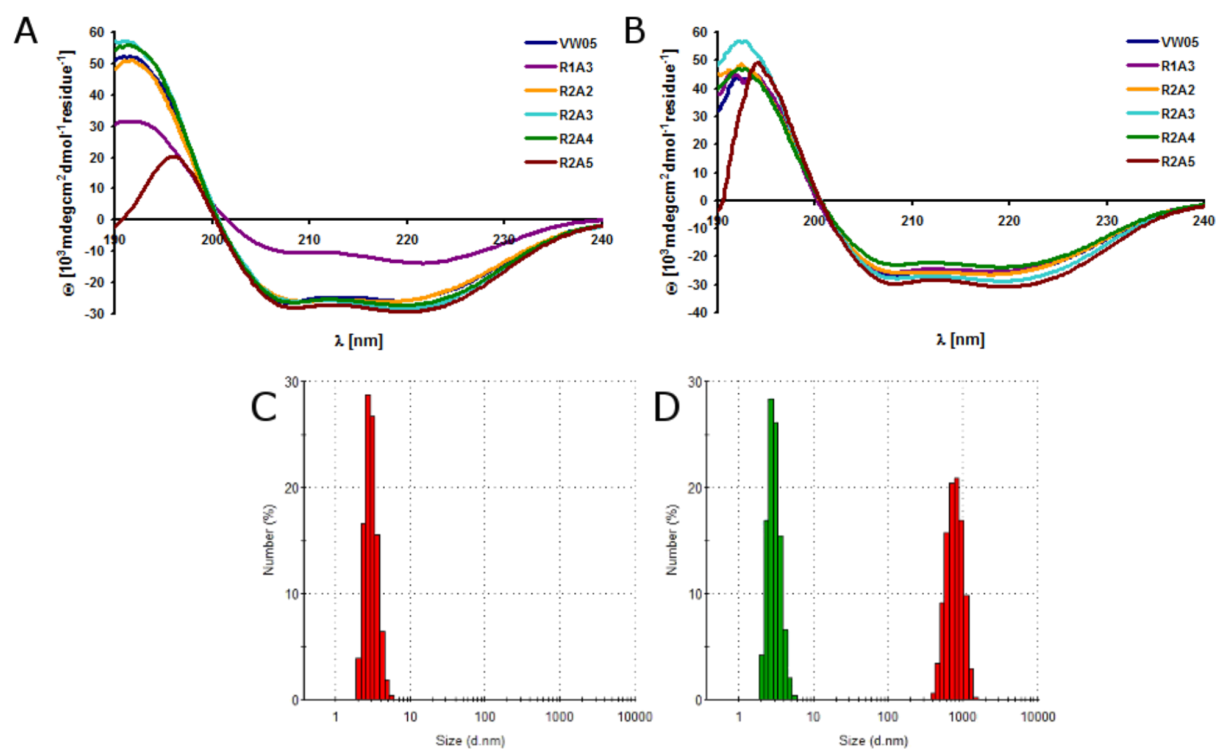 A
60
50
40
30
20
10
0
-10
-20
-30
190
200
210
220
230
240
Θ [10³mdegcm²dmol⁻¹residue⁻¹]
λ [nm]
VW05
R1A3
R2A2
R2A3
R2A4
R2A5
B
60
50
40
30
20
10
0
-10
-20
-30
-40
190
200
210
220
230
240
Θ [10³mdegcm²dmol⁻¹residue⁻¹]
λ [nm]
VW05
R1A3
R2A2
R2A3
R2A4
R2A5
C
30
20
10
0
Number (%)
1
10
100
1000
10000
Size (d.nm)
D
30
20
10
0
Number (%)
1
10
100
1000
10000
Size (d.nm)